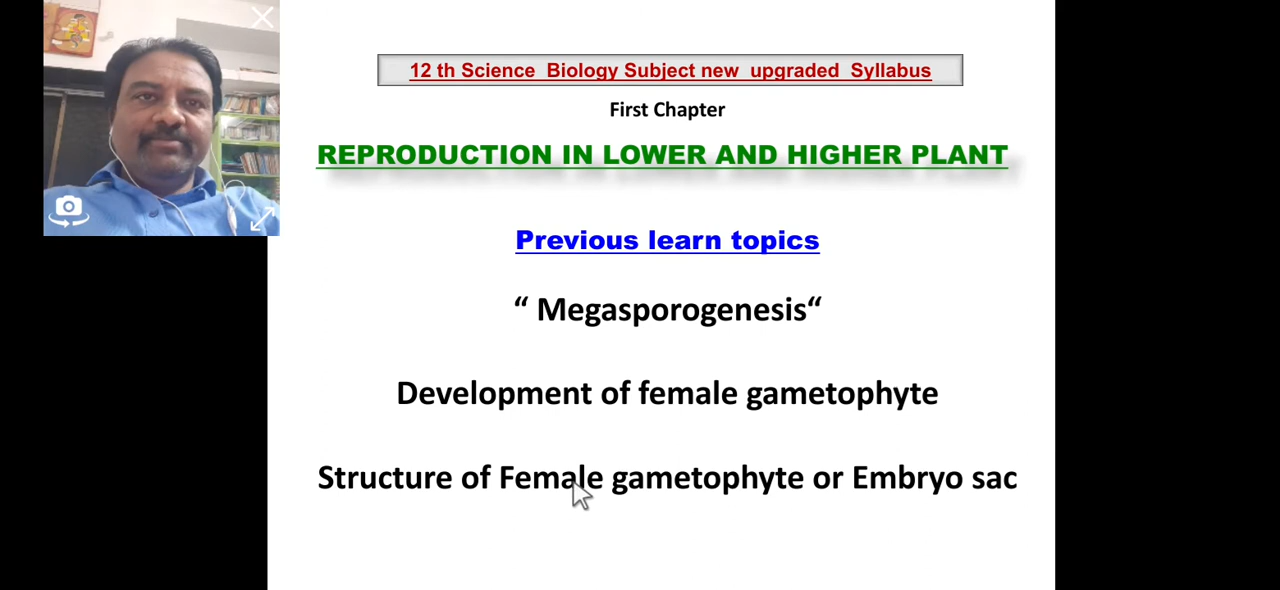 12 th Science Biology Subject new upgraded Syllabus
First Chapter
REPRODUCTION IN LOWER AND HIGHER PLANT
Previous learn topics
“ Megasporogenesis“
Development of female gametophyte
Structure of Female gametophyte or Embryo sac